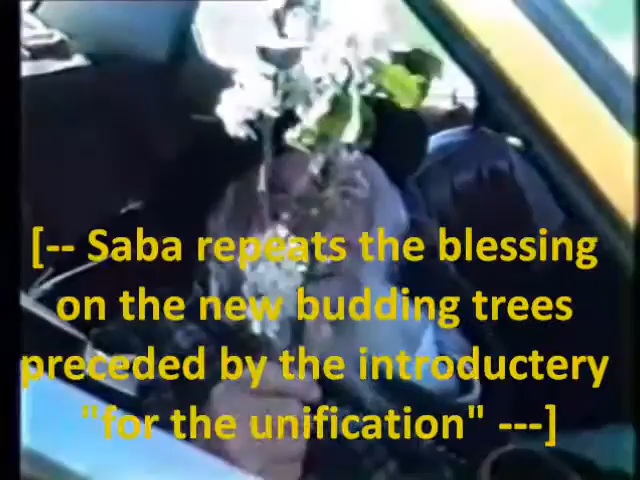 [-- Saba repeats the blessing
on the new budding trees
preceded by the introductery
"for the unification" ---]